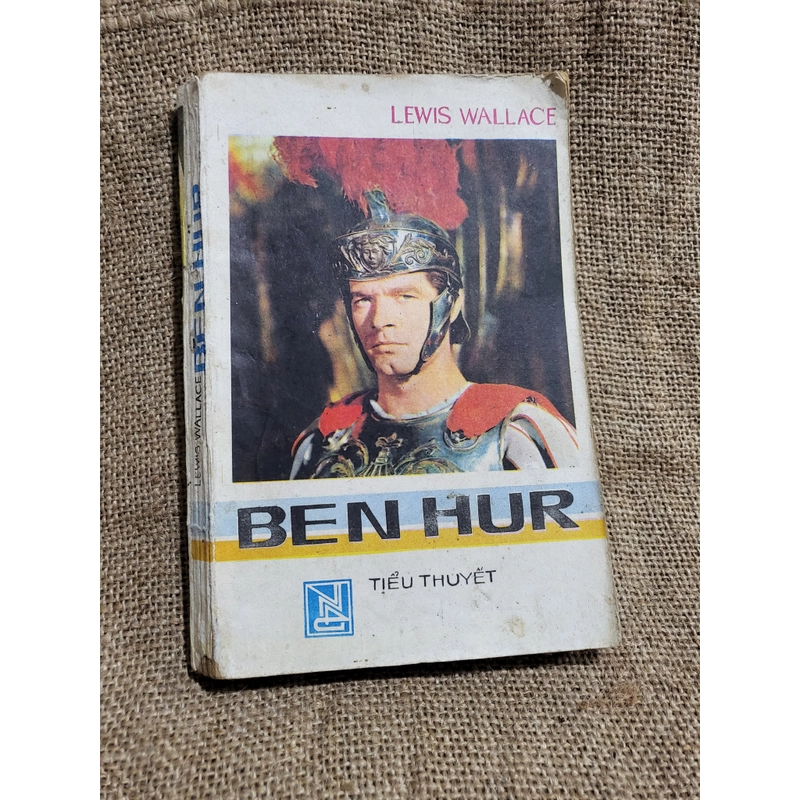 LEWIS WALLACE
BEN HUR
TIỂU THUYẾT
LEWIS WALLACE BEN HUR